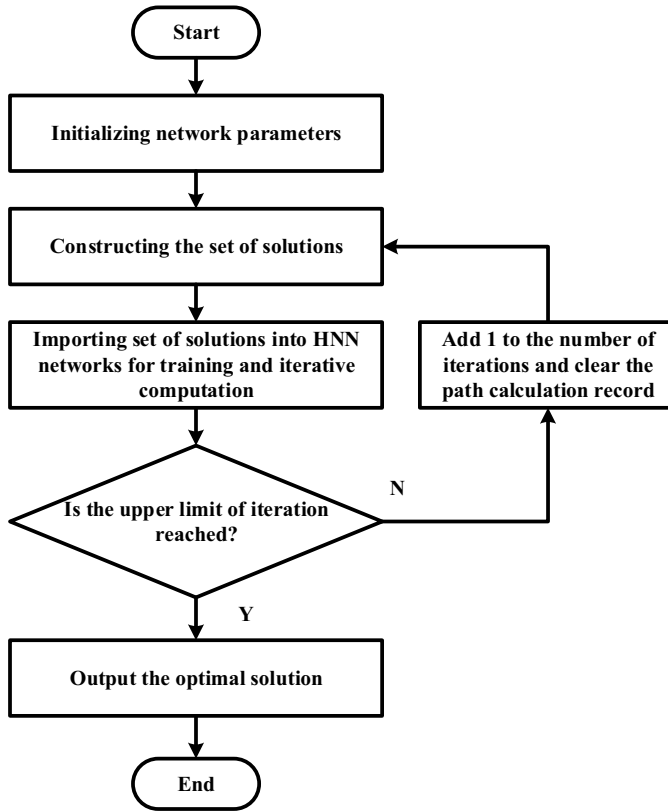 Start
Initializing network parameters
Constructing the set of solutions
Importing set of solutions into HNN
networks for training and iterative
computation
Add 1 to the number of
iterations and clear the
path calculation record
Is the upper limit of iteration
reached?
N
Y
Output the optimal solution
End